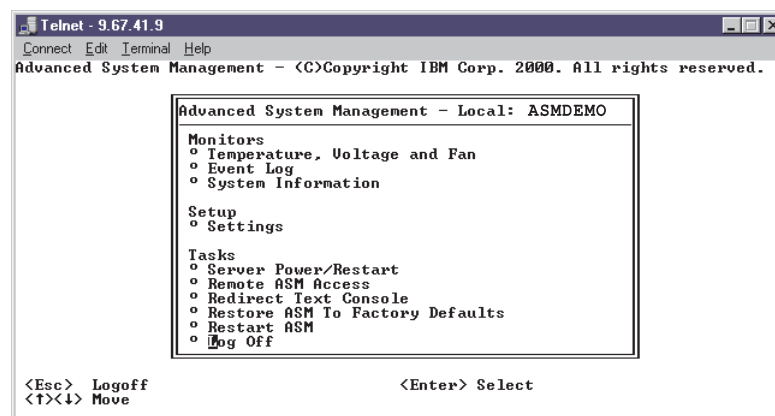 Telnet - 9.67.41.9
Connect Edit Terminal Help
Advanced System Management - (C)Copyright IBM Corp. 2000. All rights reserved.
Advanced System Management - Local: ASMDEMO
Monitors
º Temperature, Voltage and Fan
º Event Log
º System Information
Setup
º Settings
Tasks
º Server Power/Restart
º Remote ASM Access
º Redirect Text Console
º Restore ASM To Factory Defaults
º Restart ASM
º Log Off
<Esc> Logoff <Enter> Select
<↑><↓> Move